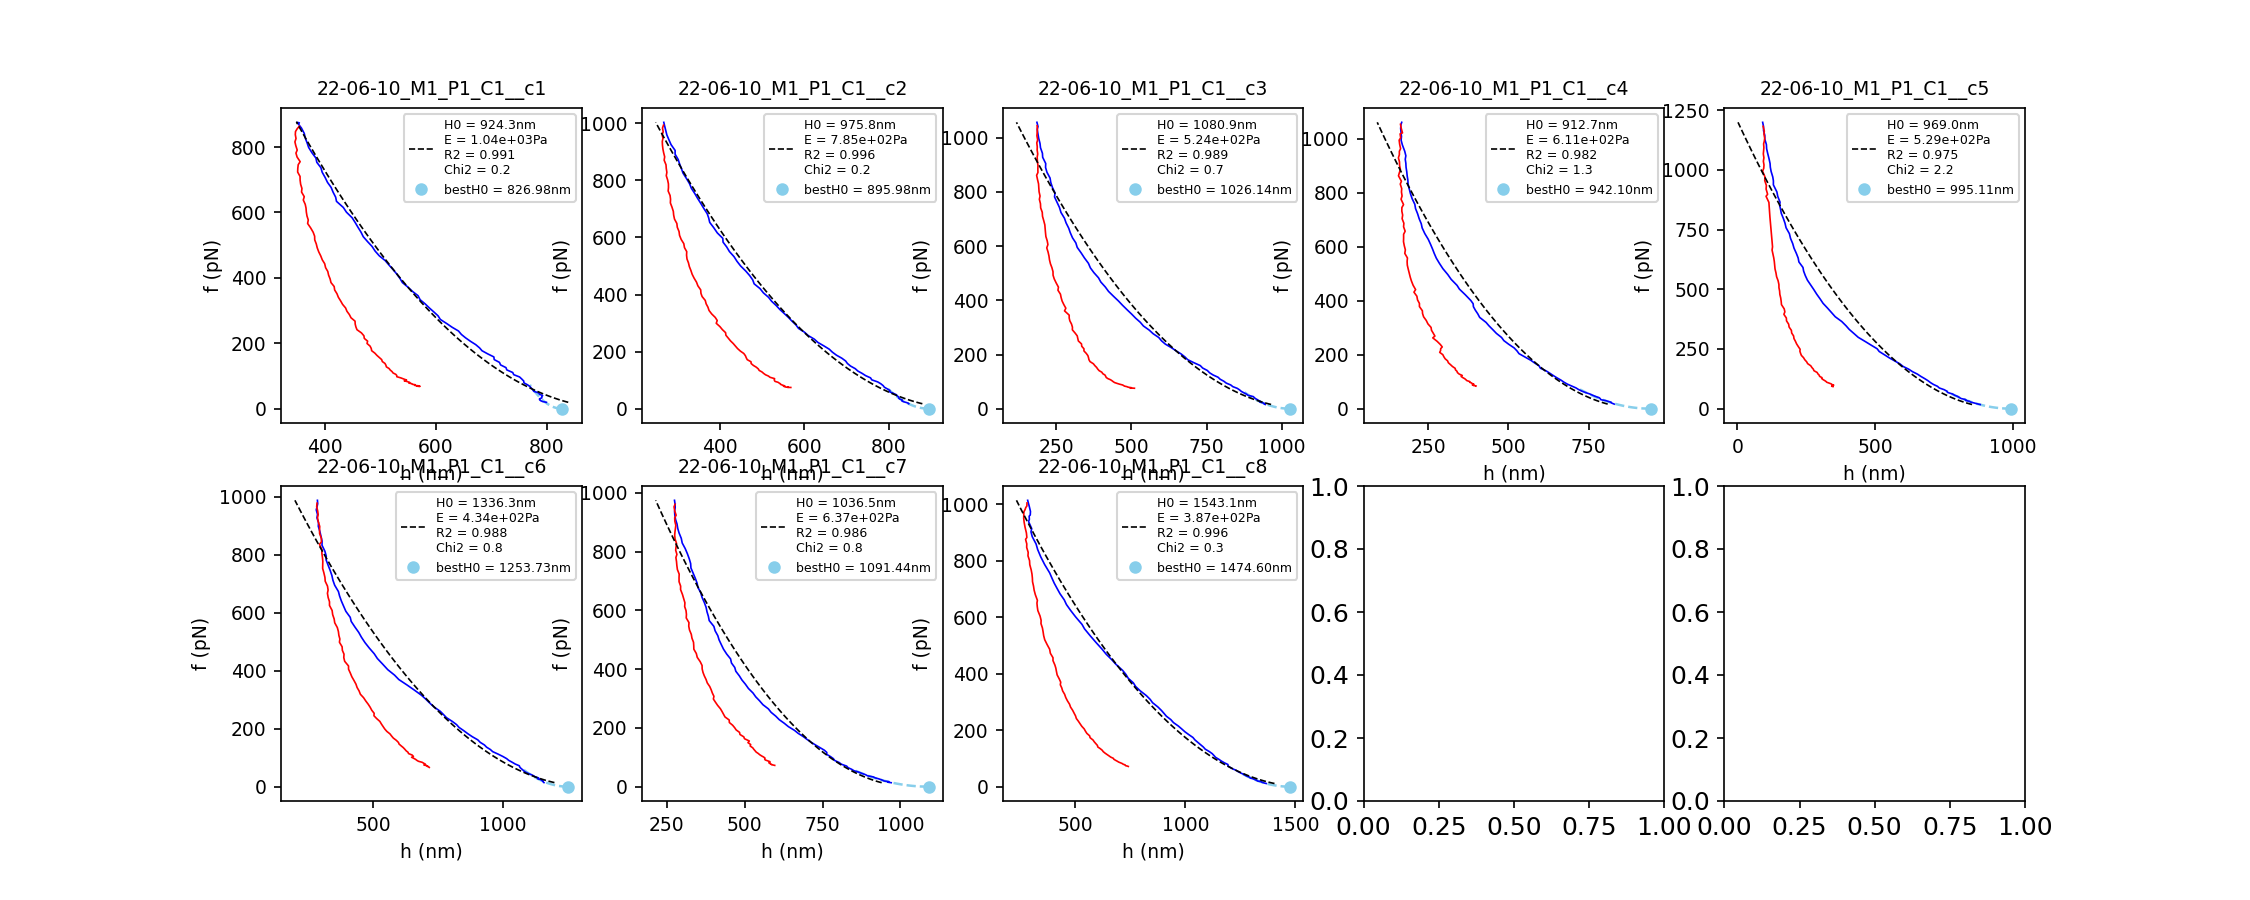 22-06-10_M1_P1_C1__c1
H0 = 924.3nm
E = 1.04e+03Pa
R2 = 0.991
Chi2 = 0.2
bestH0 = 826.98nm
f (pN)
800
600
400
200
0
400 600 800
h (nm)
22-06-10_M1_P1_C1__c2
H0 = 975.8nm
E = 7.85e+02Pa
R2 = 0.996
Chi2 = 0.2
bestH0 = 895.98nm
f (pN)
1000
800
600
400
200
0
400 600 800
h (nm)
22-06-10_M1_P1_C1__c3
H0 = 1080.9nm
E = 5.24e+02Pa
R2 = 0.989
Chi2 = 0.7
bestH0 = 1026.14nm
f (pN)
1000
800
600
400
200
0
250 500 750 1000
h (nm)
22-06-10_M1_P1_C1__c4
H0 = 912.7nm
E = 6.11e+02Pa
R2 = 0.982
Chi2 = 1.3
bestH0 = 942.10nm
f (pN)
1000
800
600
400
200
0
250 500 750
h (nm)
22-06-10_M1_P1_C1__c5
H0 = 969.0nm
E = 5.29e+02Pa
R2 = 0.975
Chi2 = 2.2
bestH0 = 995.11nm
f (pN)
1250
1000
750
500
250
0
0 500 1000
h (nm)
22-06-10_M1_P1_C1__c6
H0 = 1336.3nm
E = 4.34e+02Pa
R2 = 0.988
Chi2 = 0.8
bestH0 = 1253.73nm
f (pN)
1000
800
600
400
200
0
500 1000
h (nm)
22-06-10_M1_P1_C1__c7
H0 = 1036.5nm
E = 6.37e+02Pa
R2 = 0.986
Chi2 = 0.8
bestH0 = 1091.44nm
f (pN)
1000
800
600
400
200
0
250 500 750 1000
h (nm)
22-06-10_M1_P1_C1__c8
H0 = 1543.1nm
E = 3.87e+02Pa
R2 = 0.996
Chi2 = 0.3
bestH0 = 1474.60nm
f (pN)
1000
800
600
400
200
0
500 1000 1500
h (nm)
1.0
0.8
0.6
0.4
0.2
0.0
0.00 0.25 0.50 0.75 1.00
1.0
0.8
0.6
0.4
0.2
0.0
0.00 0.25 0.50 0.75 1.00